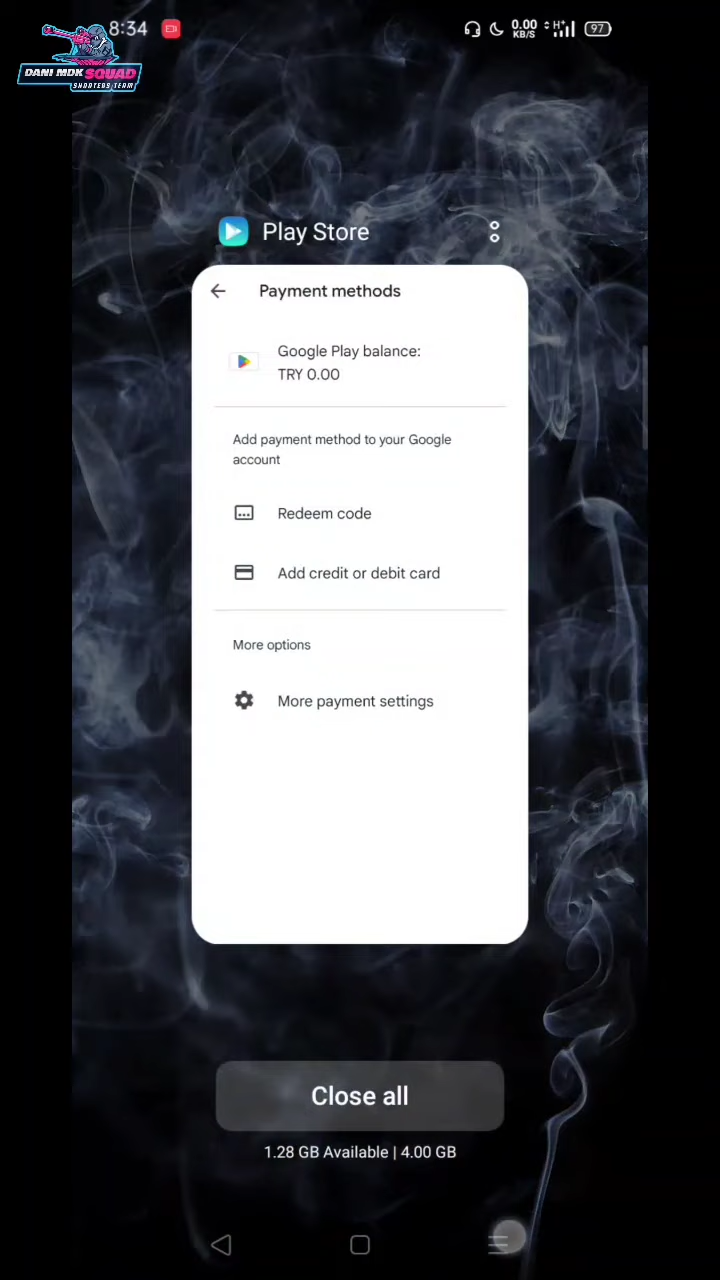 8:34
0.00
KB/S
H+
97
DANI MDK SQUAD
SHOOTERS TEAM
Play Store
Payment methods
Google Play balance:
TRY 0.00
Add payment method to your Google
account
Redeem code
Add credit or debit card
More options
More payment settings
Close all
1.28 GB Available | 4.00 GB